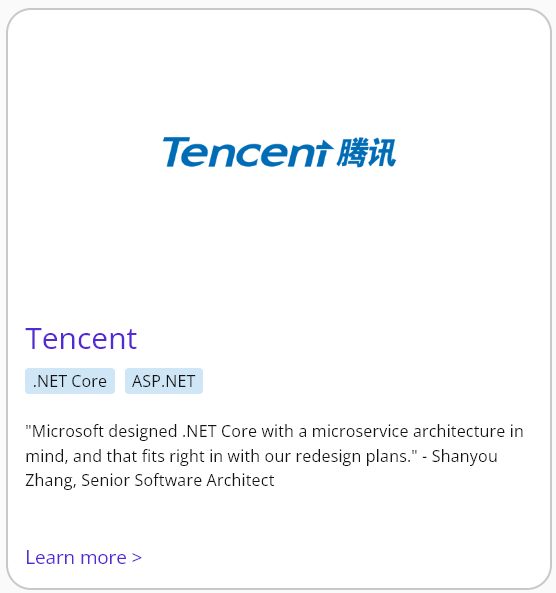 Tencent 腾讯
Tencent
.NET Core ASP.NET
"Microsoft designed .NET Core with a microservice architecture in
mind, and that fits right in with our redesign plans." - Shanyou
Zhang, Senior Software Architect
Learn more >